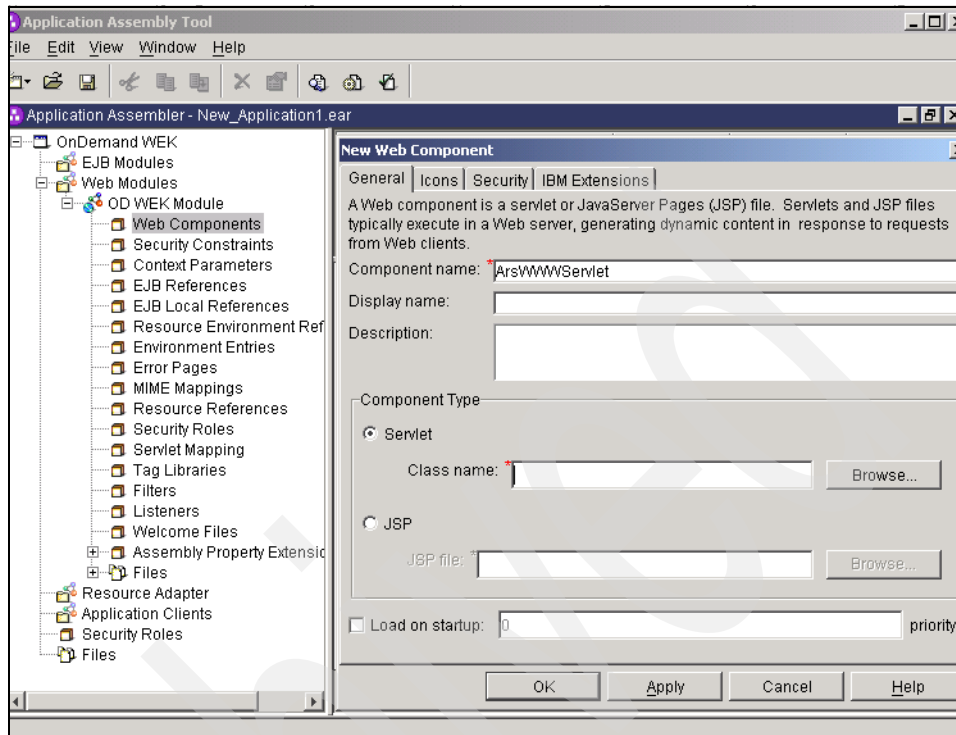 Application Assembly Tool
File Edit View Window Help
Application Assembler - New_Application1.ear
OnDemand WEK
EJB Modules
Web Modules
OD WEK Module
Web Components
Security Constraints
Context Parameters
EJB References
EJB Local References
Resource Environment Ref
Environment Entries
Error Pages
MIME Mappings
Resource References
Security Roles
Servlet Mapping
Tag Libraries
Filters
Listeners
Welcome Files
Assembly Property Extensio
Files
Resource Adapter
Application Clients
Security Roles
Files
New Web Component
General Icons Security IBM Extensions
A Web component is a servlet or JavaServer Pages (JSP) file. Servlets and JSP files
typically execute in a Web server, generating dynamic content in response to requests
from Web clients.
Component name: *ArsWWWServlet
Display name:
Description:
Component Type
Servlet
Class name: * Browse...
JSP
JSP file: * Browse...
Load on startup: 0 priority
OK Apply Cancel Help